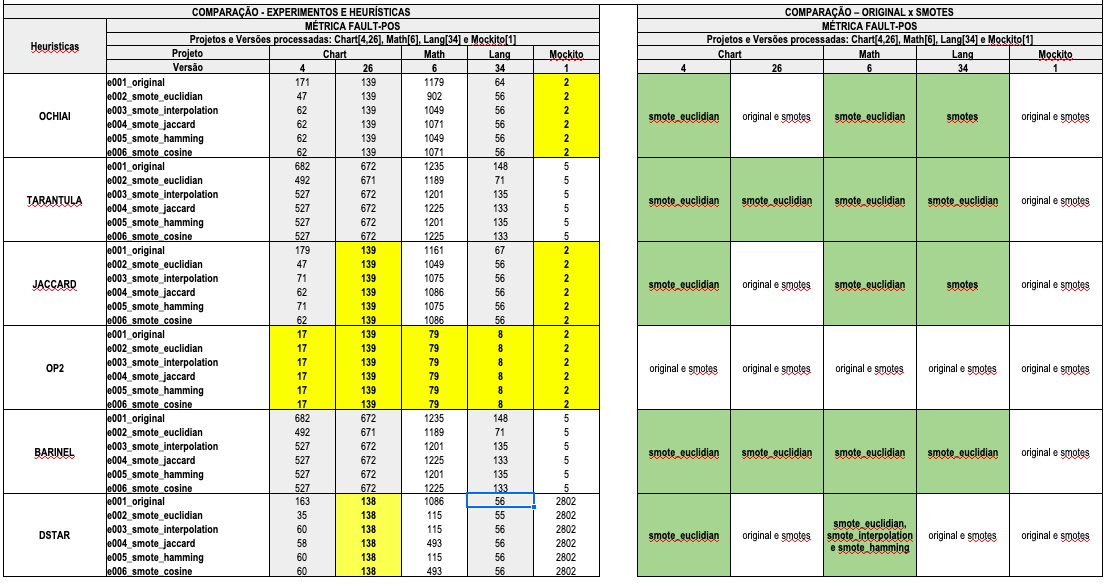 COMPARAÇÃO - EXPERIMENTOS E HEURÍSTICAS
MÉTRICA FAULT-POS
Projetos e Versões processadas: Chart[4,26], Math[6], Lang[34] e Mockito[1]
Heuristicas
Projeto Chart Math Lang Mockito
Versão 4 26 6 34 1
OCHIAI
e001_original 171 139 1179 64 2
e002_smote_euclidian 47 139 902 56 2
e003_smote_interpolation 62 139 1049 56 2
e004_smote_jaccard 62 139 1071 56 2
e005_smote_hamming 62 139 1049 56 2
e006_smote_cosine 62 139 1071 56 2
TARANTULA
e001_original 682 672 1235 148 5
e002_smote_euclidian 492 671 1189 71 5
e003_smote_interpolation 527 672 1201 135 5
e004_smote_jaccard 527 672 1225 133 5
e005_smote_hamming 527 672 1201 135 5
e006_smote_cosine 527 672 1225 133 5
JACCARD
e001_original 179 139 1161 67 2
e002_smote_euclidian 47 139 1049 56 2
e003_smote_interpolation 71 139 1075 56 2
e004_smote_jaccard 62 139 1086 56 2
e005_smote_hamming 71 139 1075 56 2
e006_smote_cosine 62 139 1086 56 2
OP2
e001_original 17 139 79 8 2
e002_smote_euclidian 17 139 79 8 2
e003_smote_interpolation 17 139 79 8 2
e004_smote_jaccard 17 139 79 8 2
e005_smote_hamming 17 139 79 8 2
e006_smote_cosine 17 139 79 8 2
BARINEL
e001_original 682 672 1235 148 5
e002_smote_euclidian 492 671 1189 71 5
e003_smote_interpolation 527 672 1201 135 5
e004_smote_jaccard 527 672 1225 133 5
e005_smote_hamming 527 672 1201 135 5
e006_smote_cosine 527 672 1225 133 5
DSTAR
e001_original 163 138 1086 56 2802
e002_smote_euclidian 35 138 115 55 2802
e003_smote_interpolation 60 138 115 56 2802
e004_smote_jaccard 58 138 493 56 2802
e005_smote_hamming 60 138 115 56 2802
e006_smote_cosine 60 138 493 56 2802
COMPARAÇÃO – ORIGINAL x SMOTES
MÉTRICA FAULT-POS
Projetos e Versões processadas: Chart[4,26], Math[6], Lang[34] e Mockito[1]
Chart Math Lang Mockito
4 26 6 34 1
smote_euclidian original e smotes smote_euclidian smotes original e smotes
smote_euclidian smote_euclidian smote_euclidian smote_euclidian original e smotes
smote_euclidian original e smotes smote_euclidian smotes original e smotes
original e smotes original e smotes original e smotes original e smotes original e smotes
smote_euclidian smote_euclidian smote_euclidian smote_euclidian original e smotes
smote_euclidian original e smotes smote_euclidian, smote_interpolation e smote_hamming original e smotes original e smotes